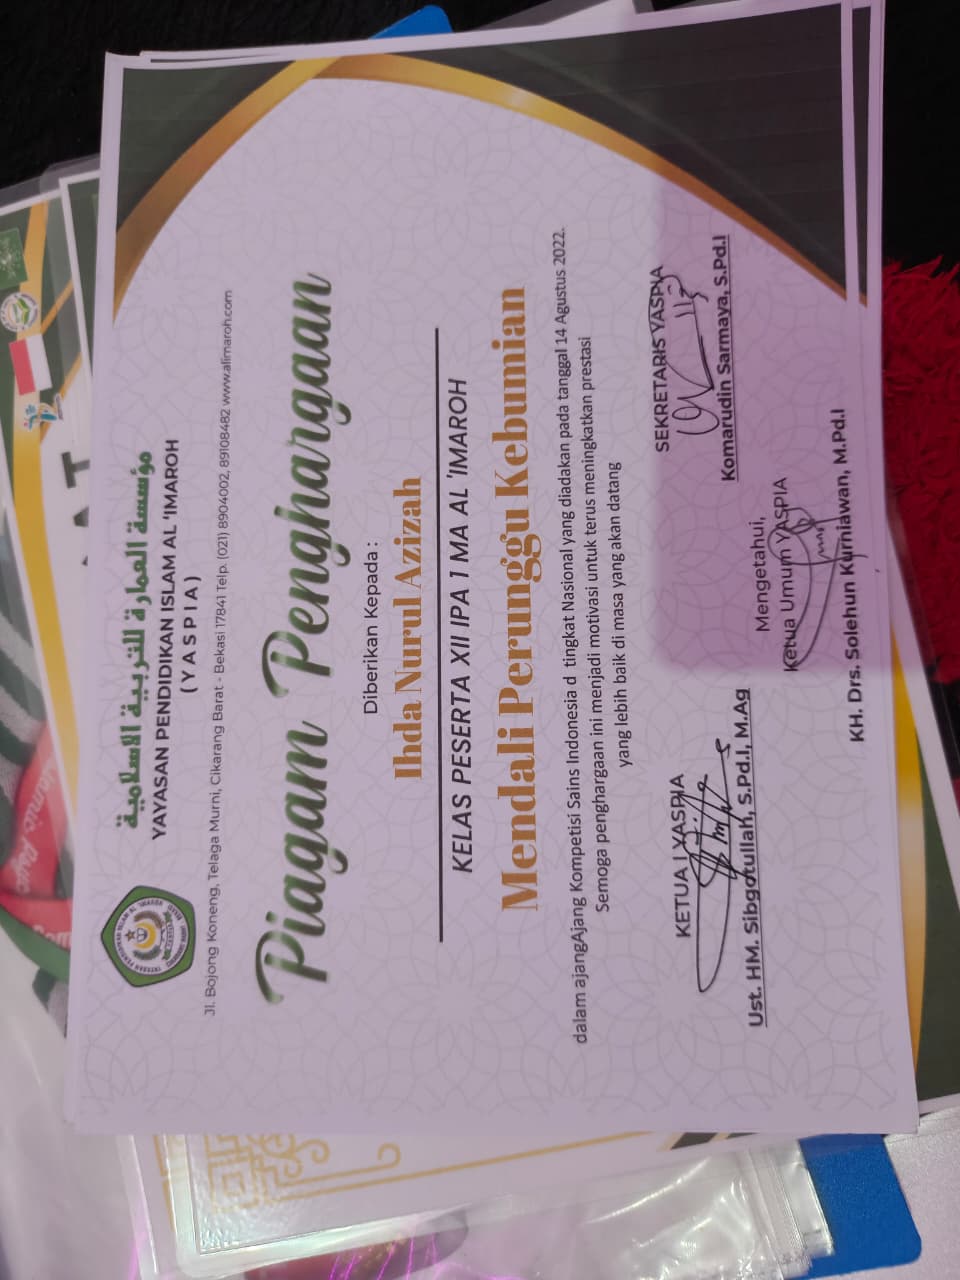 مؤسسة العمارة للتربية الاسلامية
YAYASAN PENDIDIKAN ISLAM AL 'IMAROH
( Y A S P I A )
Jl. Bojong Koneng, Telaga Murni, Cikarang Barat - Bekasi 17841 Telp. (021) 8904002, 89108482 www.alimaroh.com
Piagam Penghargaan
Diberikan Kepada :
Ihda Nurul Azizah
KELAS PESERTA XII IPA 1 MA AL 'IMAROH
Mendali Perunggu Kebumian
dalam ajangAjang Kompetisi Sains Indonesia d tingkat Nasional yang diadakan pada tanggal 14 Agustus 2022.
Semoga penghargaan ini menjadi motivasi untuk terus meningkatkan prestasi
yang lebih baik di masa yang akan datang
KETUA I YASPIA
Ust. HM. Sibgotullah, S.Pd.I, M.Ag
SEKRETARIS YASPIA
Komarudin Sarmaya, S.Pd.I
Mengetahui,
Ketua Umum YASPIA
KH. Drs. Solehun Kurniawan, M.Pd.I